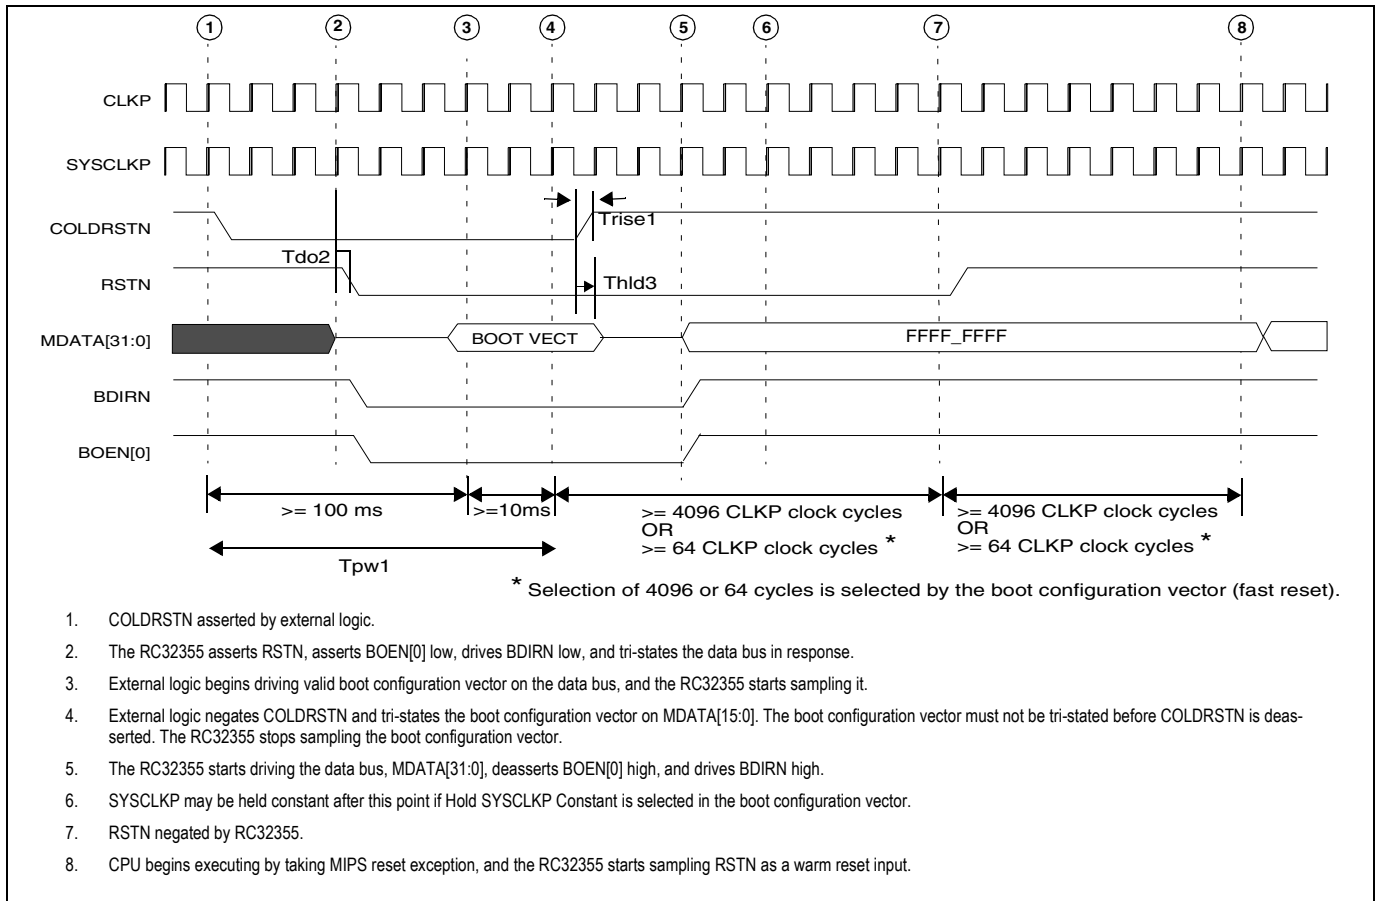 1 2 3 4 5 6 7 8
CLKP
SYSCLKP
COLDRSTN
Trise1
Tdo2
RSTN
Thld3
MDATA[31:0]
BOOT VECT
FFFF_FFFF
BDIRN
BOEN[0]
>= 100 ms
>=10ms
>= 4096 CLKP clock cycles
OR
>= 64 CLKP clock cycles *
>= 4096 CLKP clock cycles
OR
>= 64 CLKP clock cycles *
Tpw1
* Selection of 4096 or 64 cycles is selected by the boot configuration vector (fast reset).
1. COLDRSTN asserted by external logic.
2. The RC32355 asserts RSTN, asserts BOEN[0] low, drives BDIRN low, and tri-states the data bus in response.
3. External logic begins driving valid boot configuration vector on the data bus, and the RC32355 starts sampling it.
4. External logic negates COLDRSTN and tri-states the boot configuration vector on MDATA[15:0]. The boot configuration vector must not be tri-stated before COLDRSTN is deas-
serted. The RC32355 stops sampling the boot configuration vector.
5. The RC32355 starts driving the data bus, MDATA[31:0], deasserts BOEN[0] high, and drives BDIRN high.
6. SYSCLKP may be held constant after this point if Hold SYSCLKP Constant is selected in the boot configuration vector.
7. RSTN negated by RC32355.
8. CPU begins executing by taking MIPS reset exception, and the RC32355 starts sampling RSTN as a warm reset input.